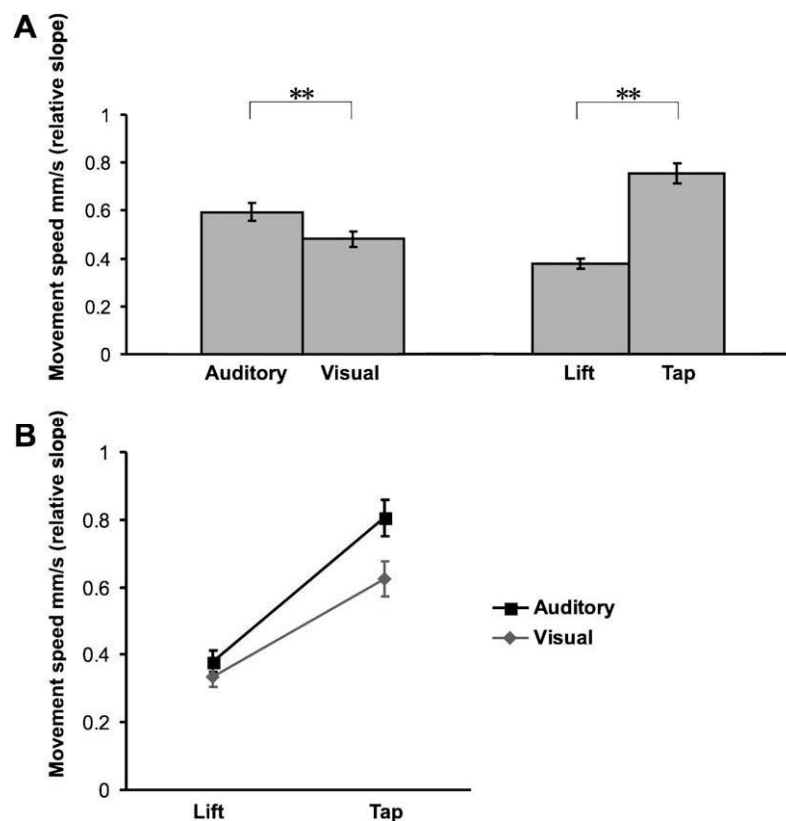 A
Movement speed mm/s (relative slope)
** **
1
0.8
0.6
0.4
0.2
0
Auditory Visual Lift Tap
B
Movement speed mm/s (relative slope)
1
0.8
0.6
0.4
0.2
0
Auditory
Visual
Lift Tap